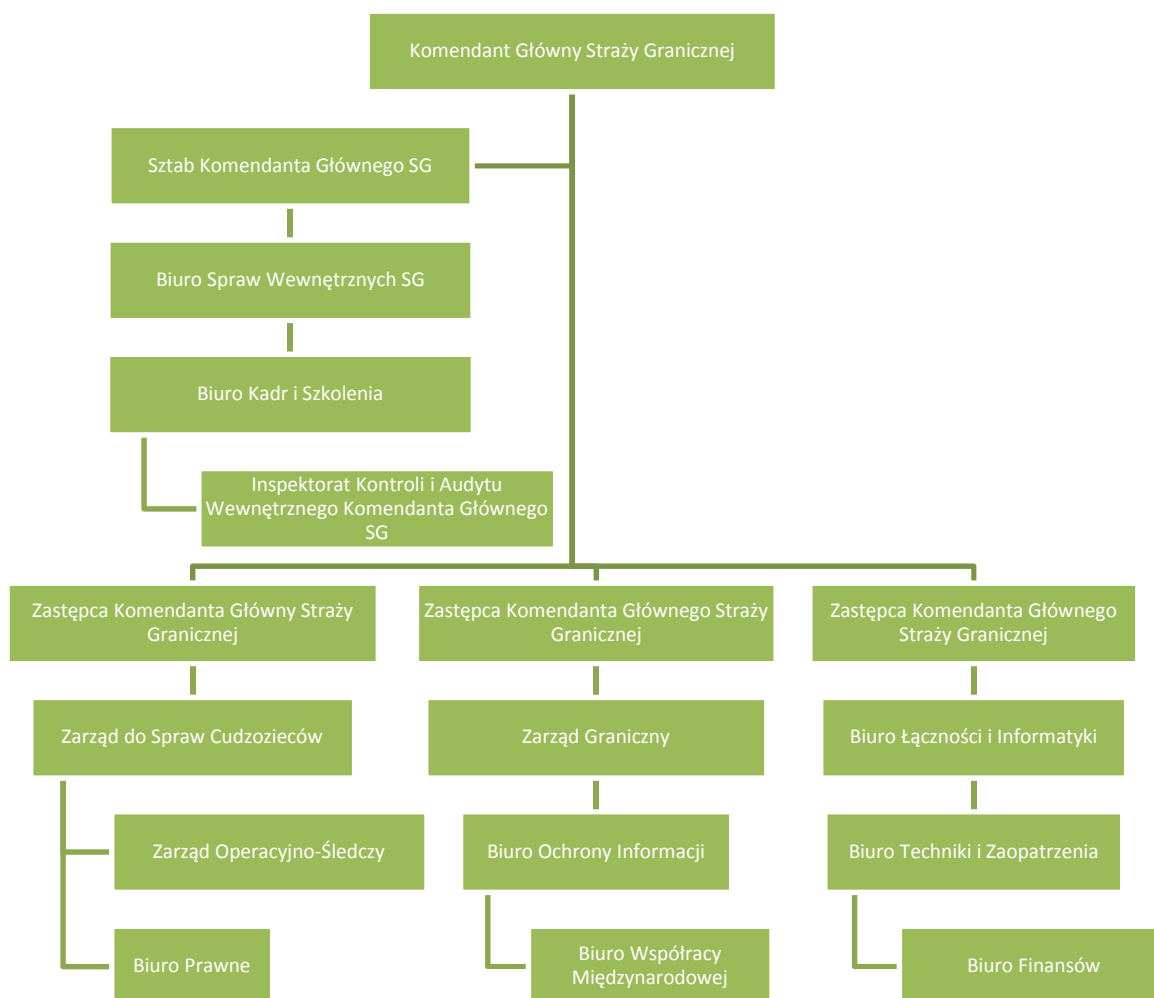 Komendant Główny Straży Granicznej
Sztab Komendanta Głównego SG
Biuro Spraw Wewnętrznych SG
Biuro Kadr i Szkolenia
Inspektorat Kontroli i Audytu
Wewnętrznego Komendanta Głównego
SG
Zastępca Komendanta Główny Straży
Granicznej
Zastępca Komendanta Głównego Straży
Granicznej
Zastępca Komendanta Głównego
Straży Granicznej
Zarząd do Spraw Cudzoziećów
Zarząd Graniczny
Biuro Łączności i Informatyki
Zarząd Operacyjno-Śledczy
Biuro Ochrony Informacji
Biuro Techniki i Zaopatrzenia
Biuro Prawne
Biuro Współracy
Międzynarodowej
Biuro Finansów